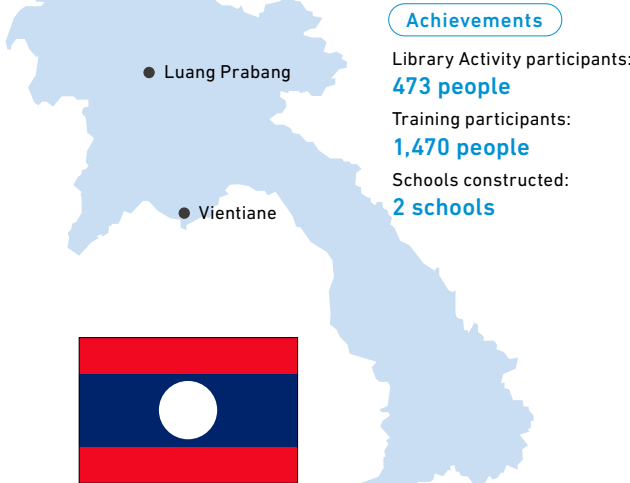 Achievements
Library Activity participants:
473 people
Training participants:
1,470 people
Schools constructed:
2 schools
Luang Prabang
Vientiane